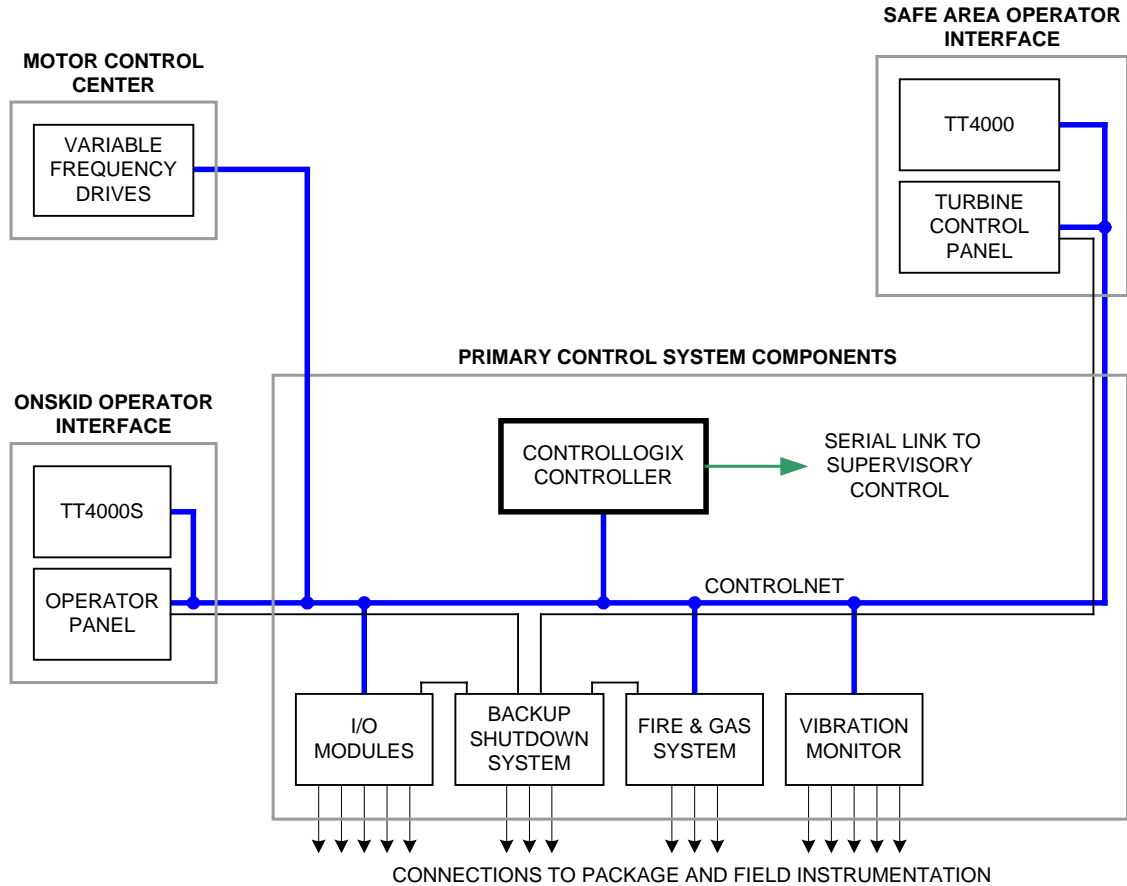 SAFE AREA OPERATOR
INTERFACE
MOTOR CONTROL
CENTER
VARIABLE
FREQUENCY
DRIVES
TT4000
TURBINE
CONTROL
PANEL
PRIMARY CONTROL SYSTEM COMPONENTS
ONSKID OPERATOR
INTERFACE
TT4000S
OPERATOR
PANEL
CONTROLLOGIX
CONTROLLER
SERIAL LINK TO
SUPERVISORY
CONTROL
CONTROLNET
I/O
MODULES
BACKUP
SHUTDOWN
SYSTEM
FIRE & GAS
SYSTEM
VIBRATION
MONITOR
CONNECTIONS TO PACKAGE AND FIELD INSTRUMENTATION